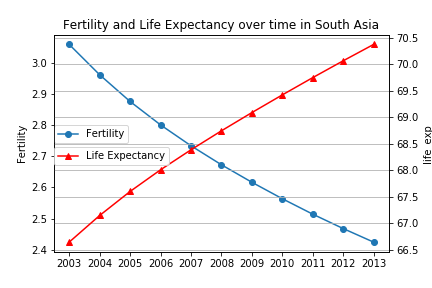 Fertility and Life Expectancy over time in South Asia
70.5
3.0
70.0
2.9
69.5
69.0
2.8
Fertility
68.5
Fertility
life_exp
2.7
Life Expectancy
68.0
2.6
67.5
2.5
67.0
2.4
66.5
2003 2004 2005 2006 2007 2008 2009 2010 2011 2012 2013